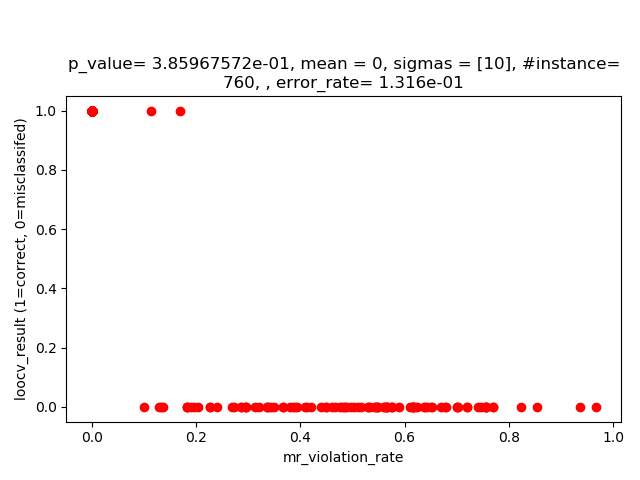 p_value= 3.85967572e-01, mean = 0, sigmas = [10], #instance=
760, , error_rate= 1.316e-01
1.0
0.8
0.6
0.4
0.2
0.0
loocv_result (1=correct, 0=misclassifed)
0.0 0.2 0.4 0.6 0.8 1.0
mr_violation_rate